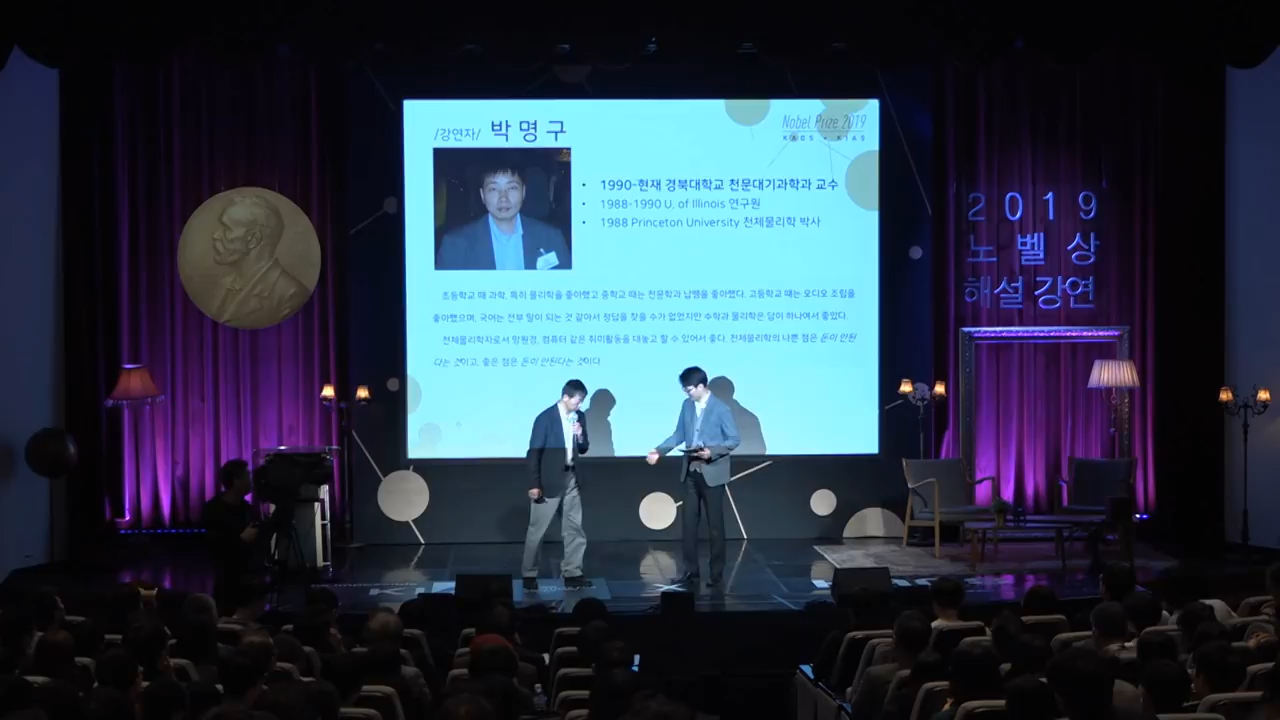 /강연자/ 박명구
Nobel Prize 2019
KAOS · KIAS
• 1990-현재 경북대학교 천문대기과학과 교수
• 1988-1990 U. of Illinois 연구원
• 1988 Princeton University 천체물리학 박사
초등학교 때 과학, 특히 물리학을 좋아했고 중학교 때는 천문학과 납땜을 좋아했다. 고등학교 때는 오디오 조립을
좋아했으며, 국어는 전부 말이 되는 것 같아서 정답을 찾을 수가 없었지만 수학과 물리학은 답이 하나여서 좋았다.
천체물리학자로서 망원경, 컴퓨터 같은 취미활동을 대놓고 할 수 있어서 좋다. 천체물리학의 나쁜 점은 돈이 안된
다는 것이고, 좋은 점은 돈이 안된다는 것이다
2019
노벨상
해설강연